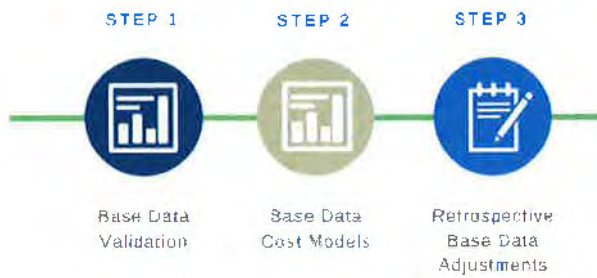 STEP 1
STEP 2
STEP 3
Base Data
Validation
Base Data
Cost Models
Retrospective
Base Data
Adjustments